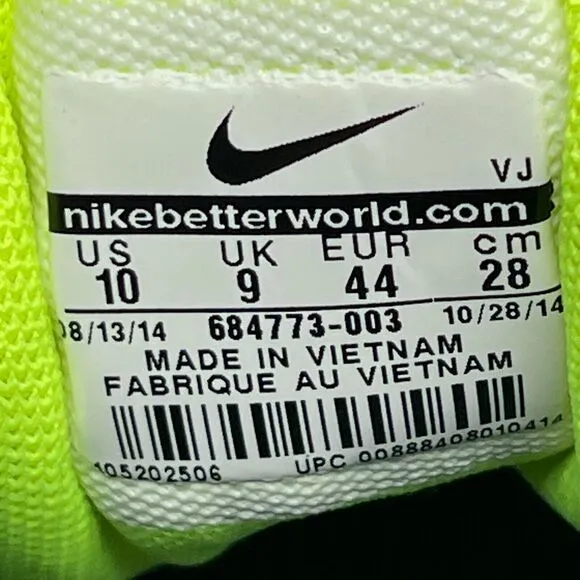 VJ
nikebetterworld.com
US UK EUR cm
10 9 44 28
08/13/14 684773-003 10/28/14
MADE IN VIETNAM
FABRIQUE AU VIETNAM
105202506 UPC 00888408010414